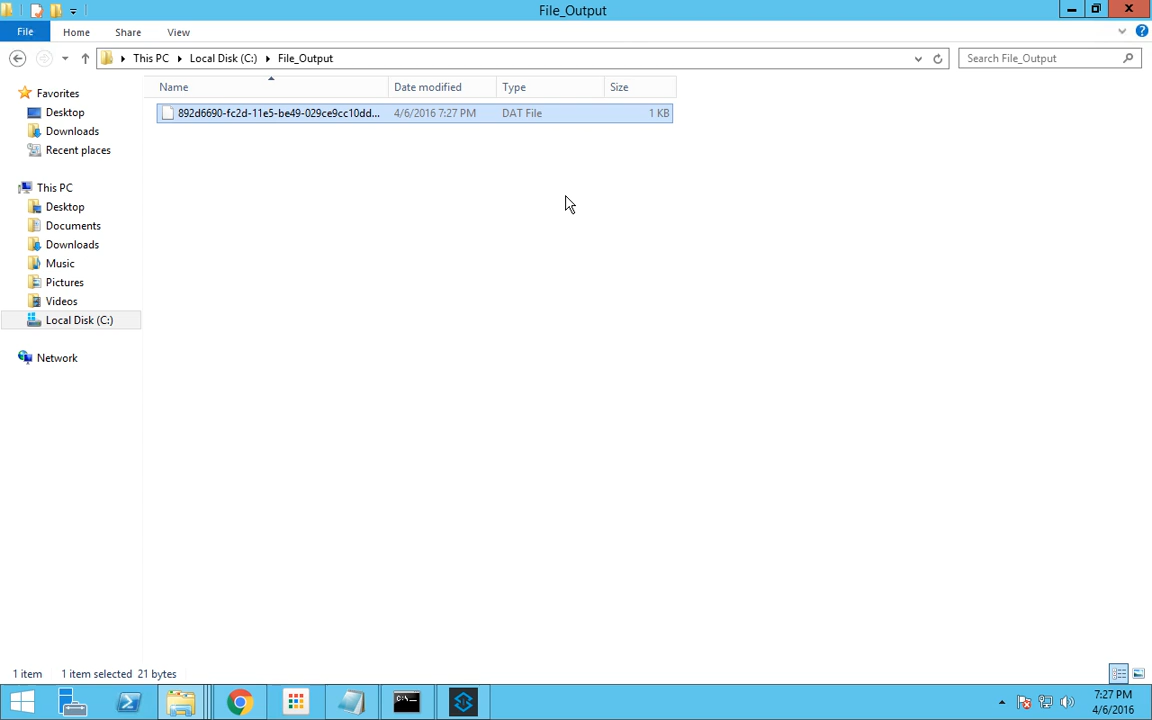 File_Output
File Home Share View
This PC Local Disk (C:) File_Output
Search File_Output
Name Date modified Type Size
892d6690-fc2d-11e5-be49-029ce9cc10dd... 4/6/2016 7:27 PM DAT File 1 KB
Favorites
Desktop
Downloads
Recent places
This PC
Desktop
Documents
Downloads
Music
Pictures
Videos
Local Disk (C:)
Network
1 item 1 item selected 21 bytes
7:27 PM
4/6/2016